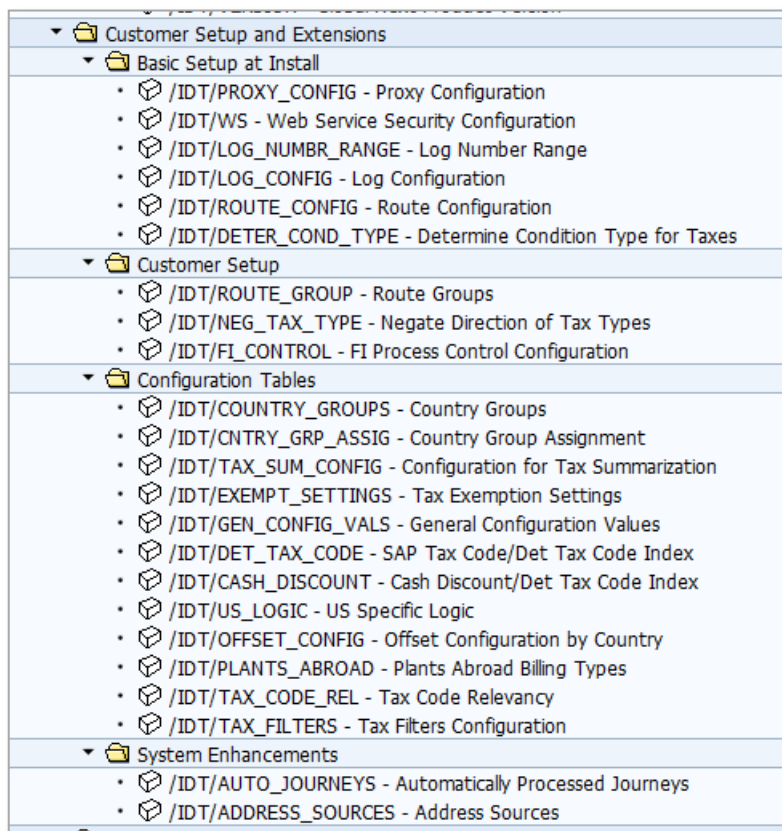 Customer Setup and Extensions
Basic Setup at Install
/IDT/PROXY_CONFIG - Proxy Configuration
/IDT/WS - Web Service Security Configuration
/IDT/LOG_NUMBR_RANGE - Log Number Range
/IDT/LOG_CONFIG - Log Configuration
/IDT/ROUTE_CONFIG - Route Configuration
/IDT/DETER_COND_TYPE - Determine Condition Type for Taxes
Customer Setup
/IDT/ROUTE_GROUP - Route Groups
/IDT/NEG_TAX_TYPE - Negate Direction of Tax Types
/IDT/FI_CONTROL - FI Process Control Configuration
Configuration Tables
/IDT/COUNTRY_GROUPS - Country Groups
/IDT/CNTRY_GRP_ASSIG - Country Group Assignment
/IDT/TAX_SUM_CONFIG - Configuration for Tax Summarization
/IDT/EXEMPT_SETTINGS - Tax Exemption Settings
/IDT/GEN_CONFIG_VALS - General Configuration Values
/IDT/DET_TAX_CODE - SAP Tax Code/Det Tax Code Index
/IDT/CASH_DISCOUNT - Cash Discount/Det Tax Code Index
/IDT/US_LOGIC - US Specific Logic
/IDT/OFFSET_CONFIG - Offset Configuration by Country
/IDT/PLANTS_ABROAD - Plants Abroad Billing Types
/IDT/TAX_CODE_REL - Tax Code Relevancy
/IDT/TAX_FILTERS - Tax Filters Configuration
System Enhancements
/IDT/AUTO_JOURNEYS - Automatically Processed Journeys
/IDT/ADDRESS_SOURCES - Address Sources